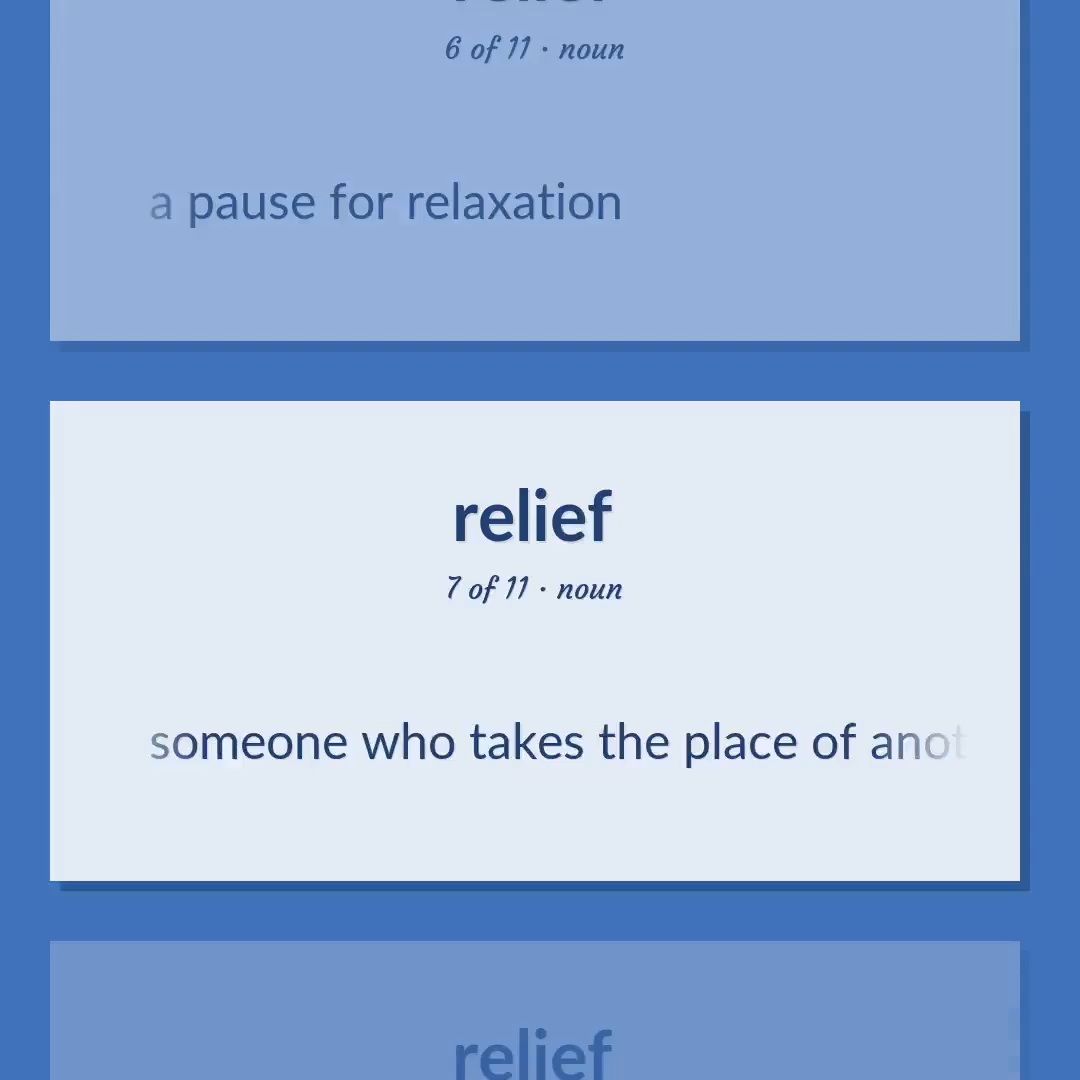 6 of 11 · noun
a pause for relaxation
relief
7 of 11 · noun
someone who takes the place of
relief